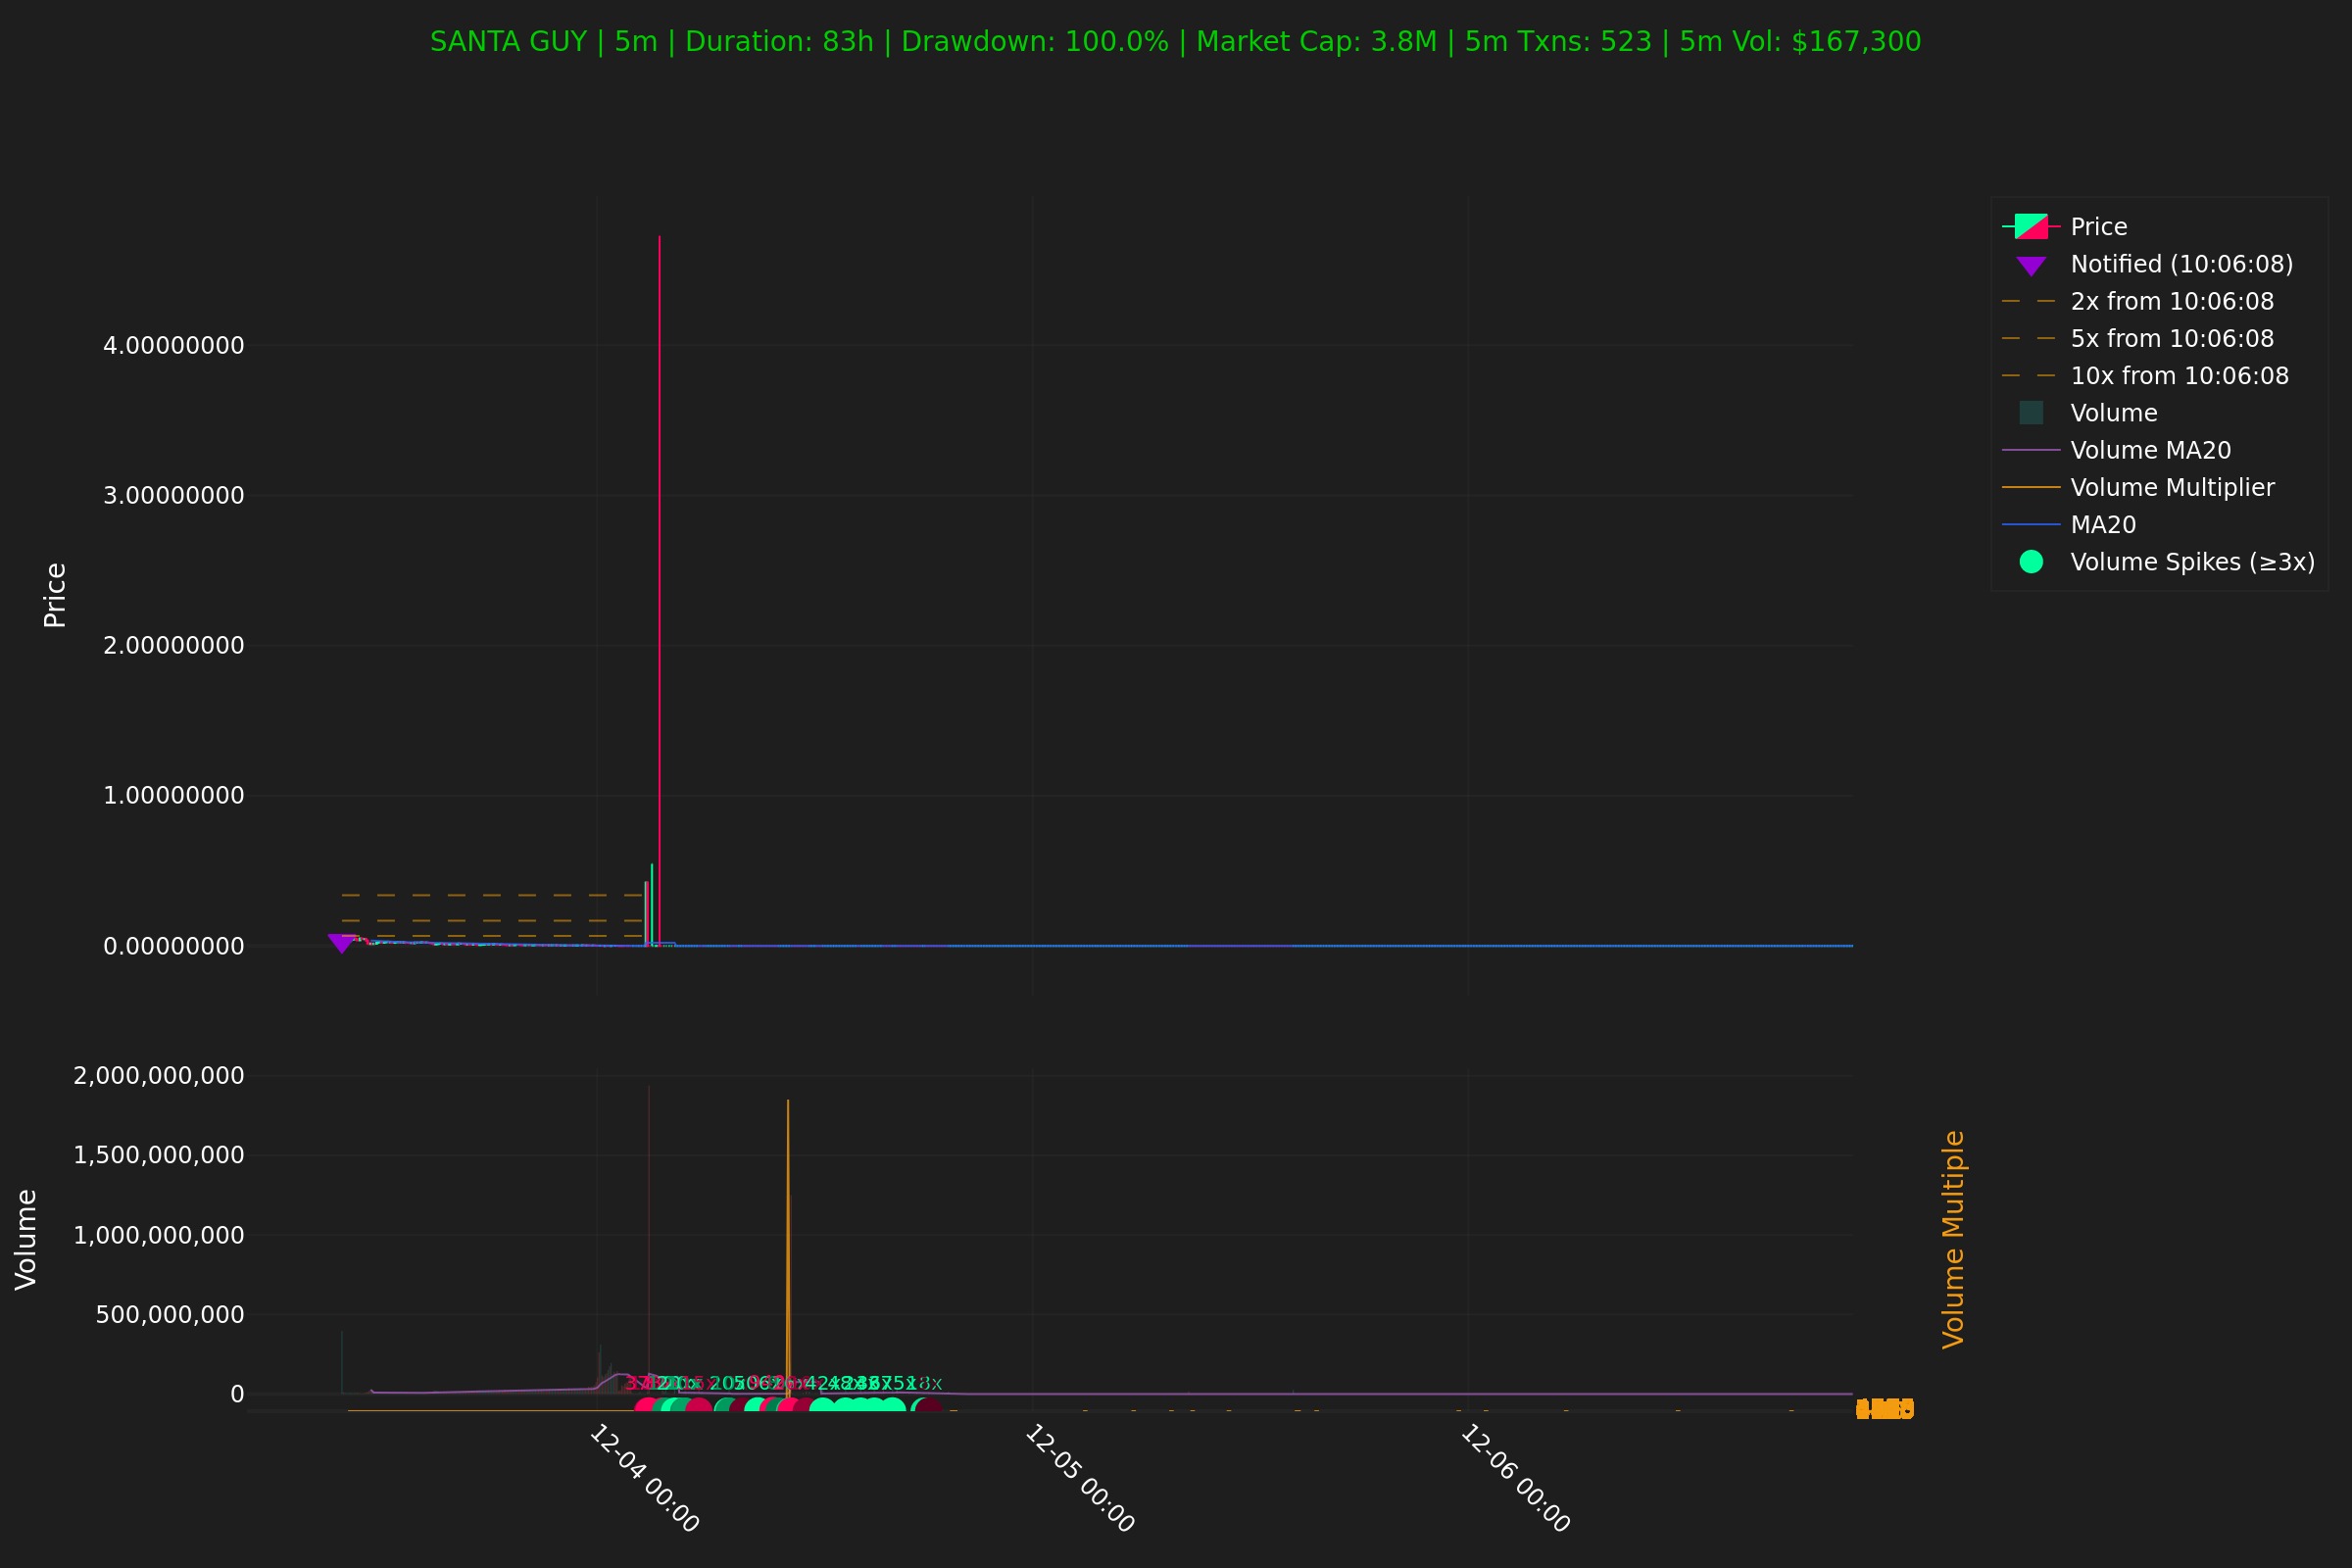 SANTA GUY | 5m | Duration: 83h | Drawdown: 100.0% | Market Cap: 3.8M | 5m Txns: 523 | 5m Vol: $167,300
Price
4.00000000
3.00000000
2.00000000
1.00000000
0.00000000
Price
Notified (10:06:08)
2x from 10:06:08
5x from 10:06:08
10x from 10:06:08
Volume
Volume MA20
Volume Multiplier
MA20
Volume Spikes (≥3x)
Volume
2,000,000,000
1,500,000,000
1,000,000,000
500,000,000
0
Volume Multiple
12-04 00:00
12-05 00:00
12-06 00:00